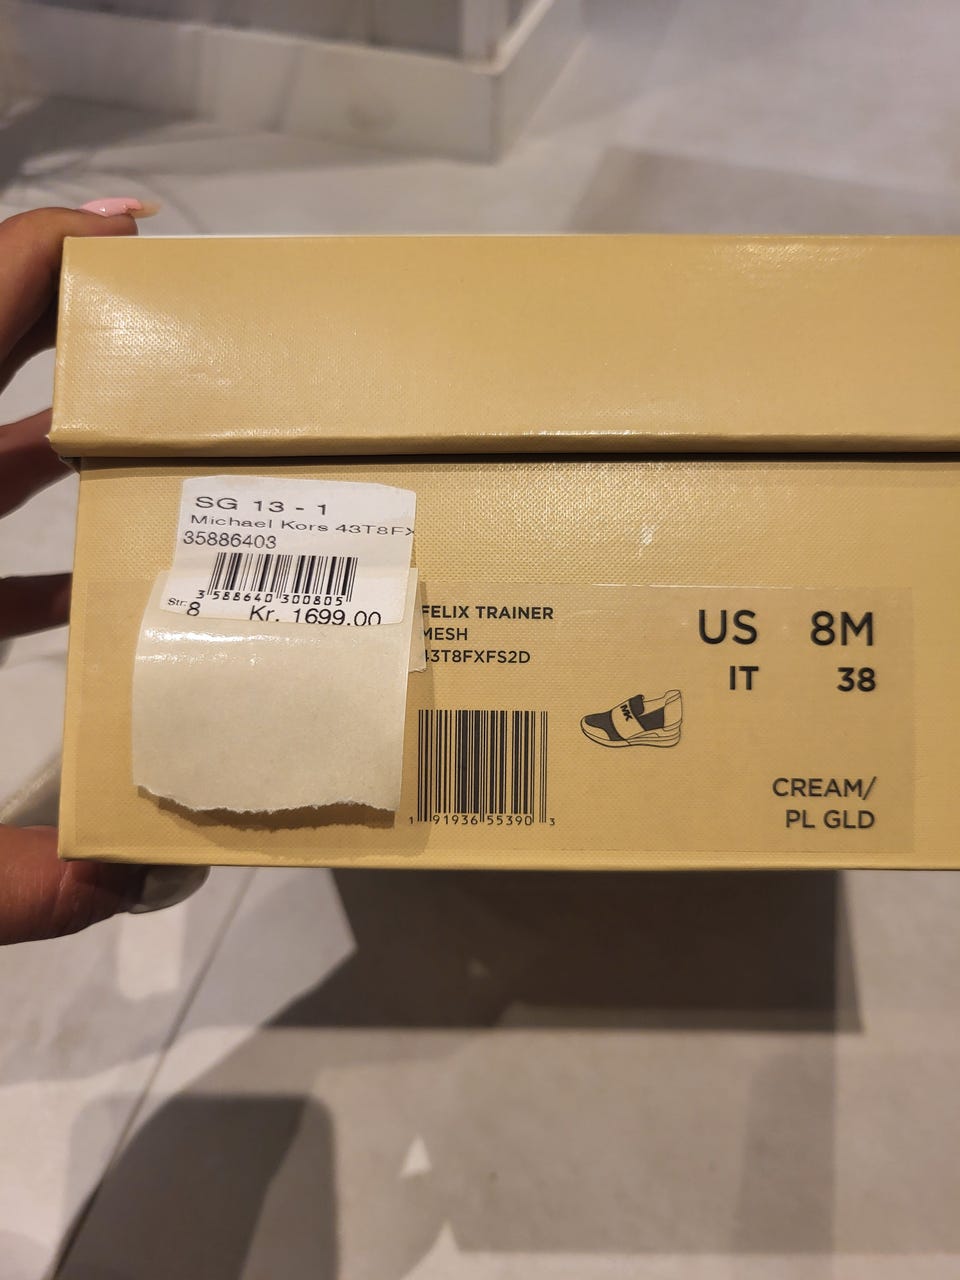 SG 13 - 1
Michael Kors 43T8FX
35886403
3 588640 300805
Str: 8 Kr. 1699.00
FELIX TRAINER
MESH
43T8FXFS2D
MK
1 91936 55390 3
US 8M
IT 38
CREAM/
PL GLD